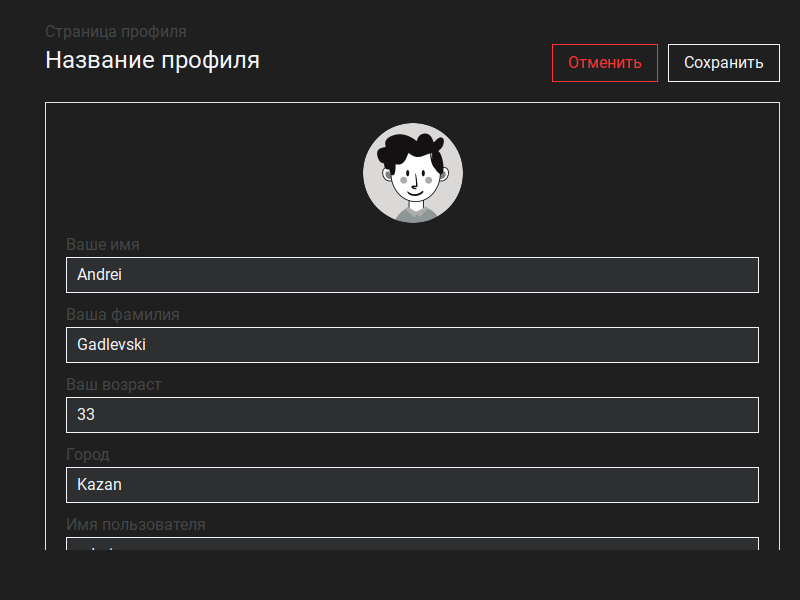 Страница профиля
Название профиля
Отменить
Сохранить
Ваше имя
Andrei
Ваша фамилия
Gadlevski
Ваш возраст
33
Город
Kazan
Имя пользователя